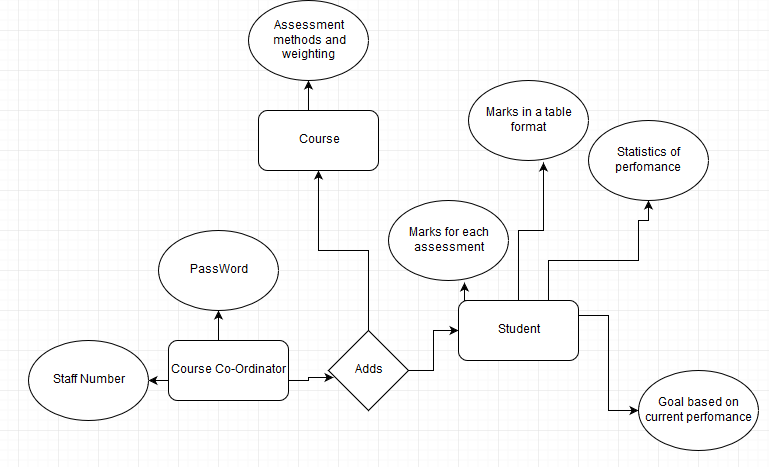 Assessment
methods and
weighting
Course
Marks in a table
format
Statistics of
perfomance
Marks for each
assessment
PassWord
Student
Staff Number
Course Co-Ordinator
Adds
Goal based on
current perfomance